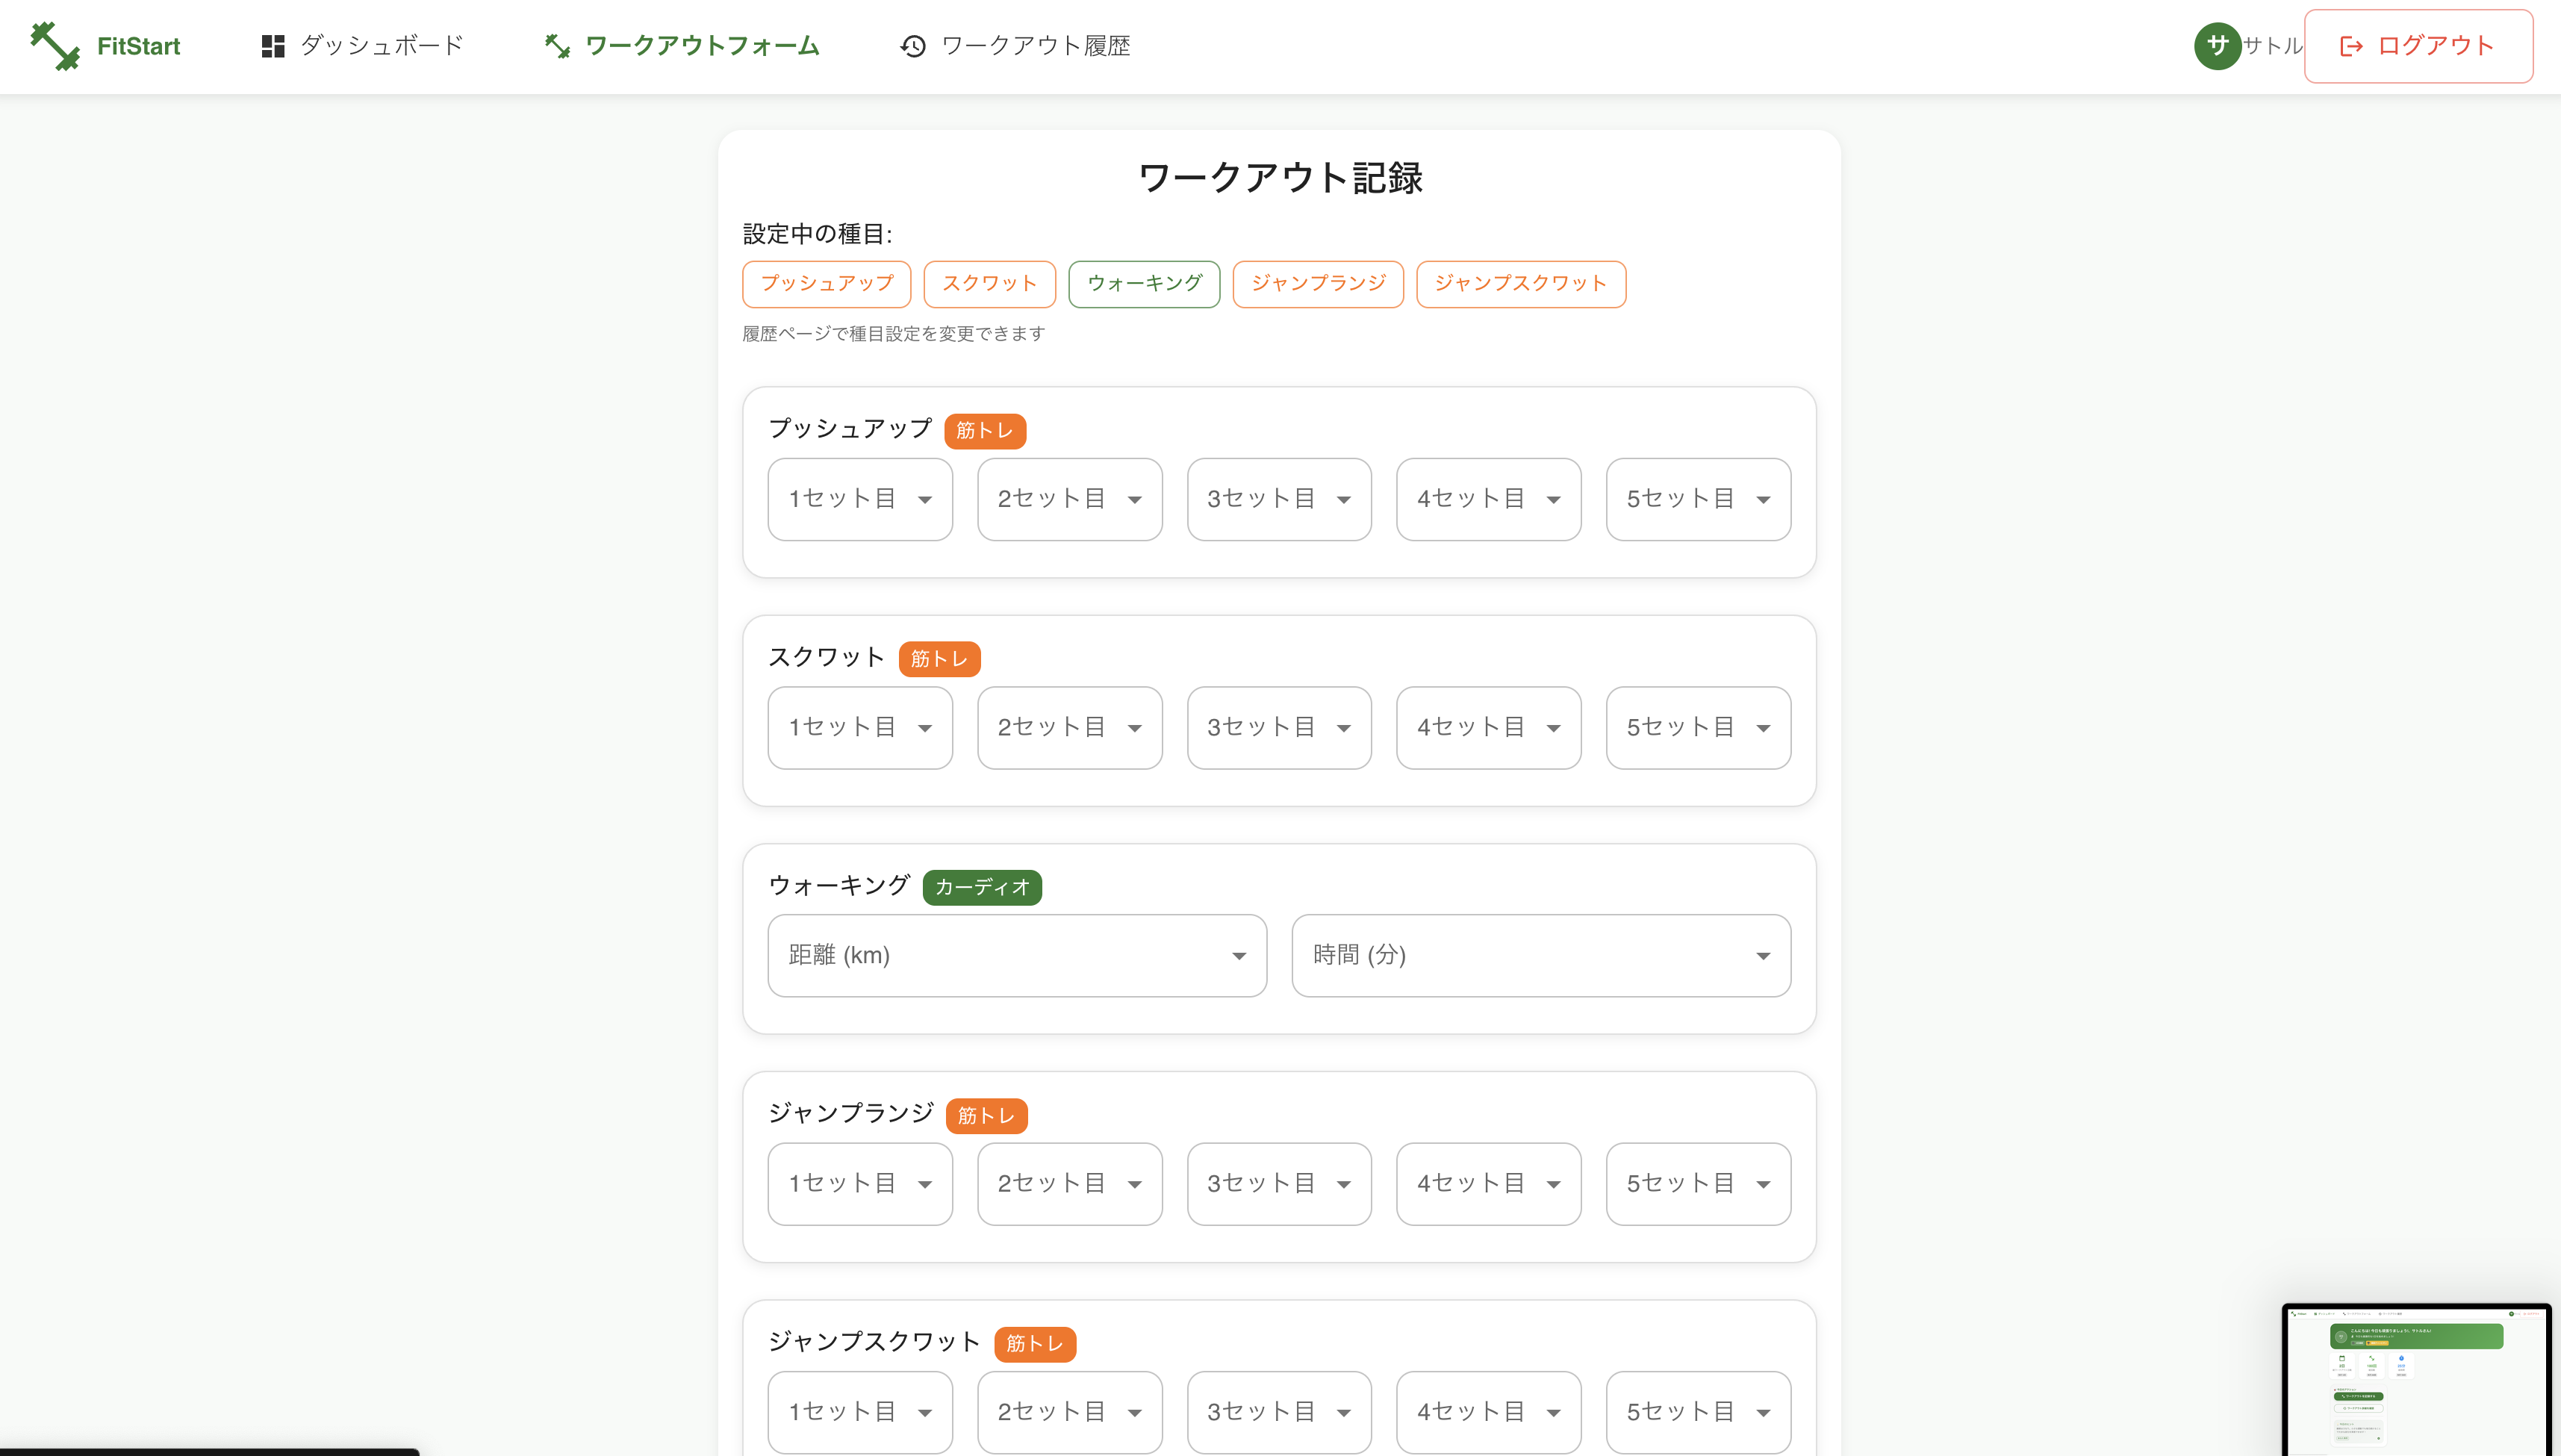 FitStart
ダッシュボード
ワークアウトフォーム
ワークアウト履歴
サ
サトル
ログアウト
ワークアウト記録
設定中の種目:
プッシュアップ
スクワット
ウォーキング
ジャンプランジ
ジャンプスクワット
履歴ページで種目設定を変更できます
プッシュアップ 筋トレ
1セット目
2セット目
3セット目
4セット目
5セット目
スクワット 筋トレ
1セット目
2セット目
3セット目
4セット目
5セット目
ウォーキング カーディオ
距離 (km)
時間 (分)
ジャンプランジ 筋トレ
1セット目
2セット目
3セット目
4セット目
5セット目
ジャンプスクワット 筋トレ
1セット目
2セット目
3セット目
4セット目
5セット目